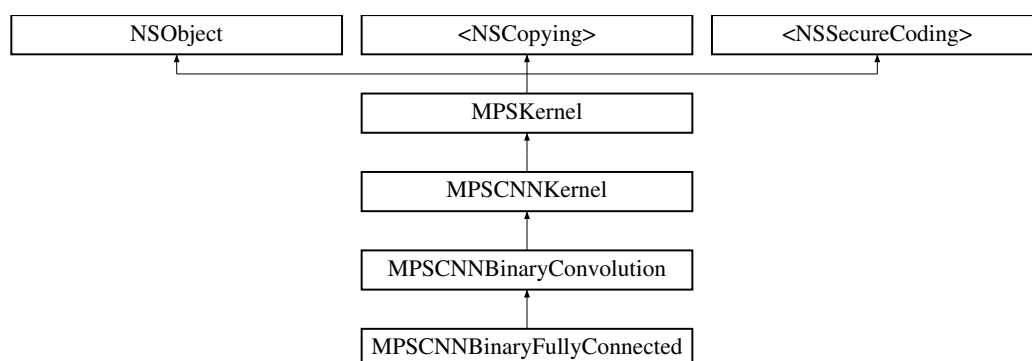 NSObject <NSCopying> <NSSecureCoding>
MPSKernel
MPSCNNKernel
MPSCNNBinaryConvolution
MPSCNNBinaryFullyConnected